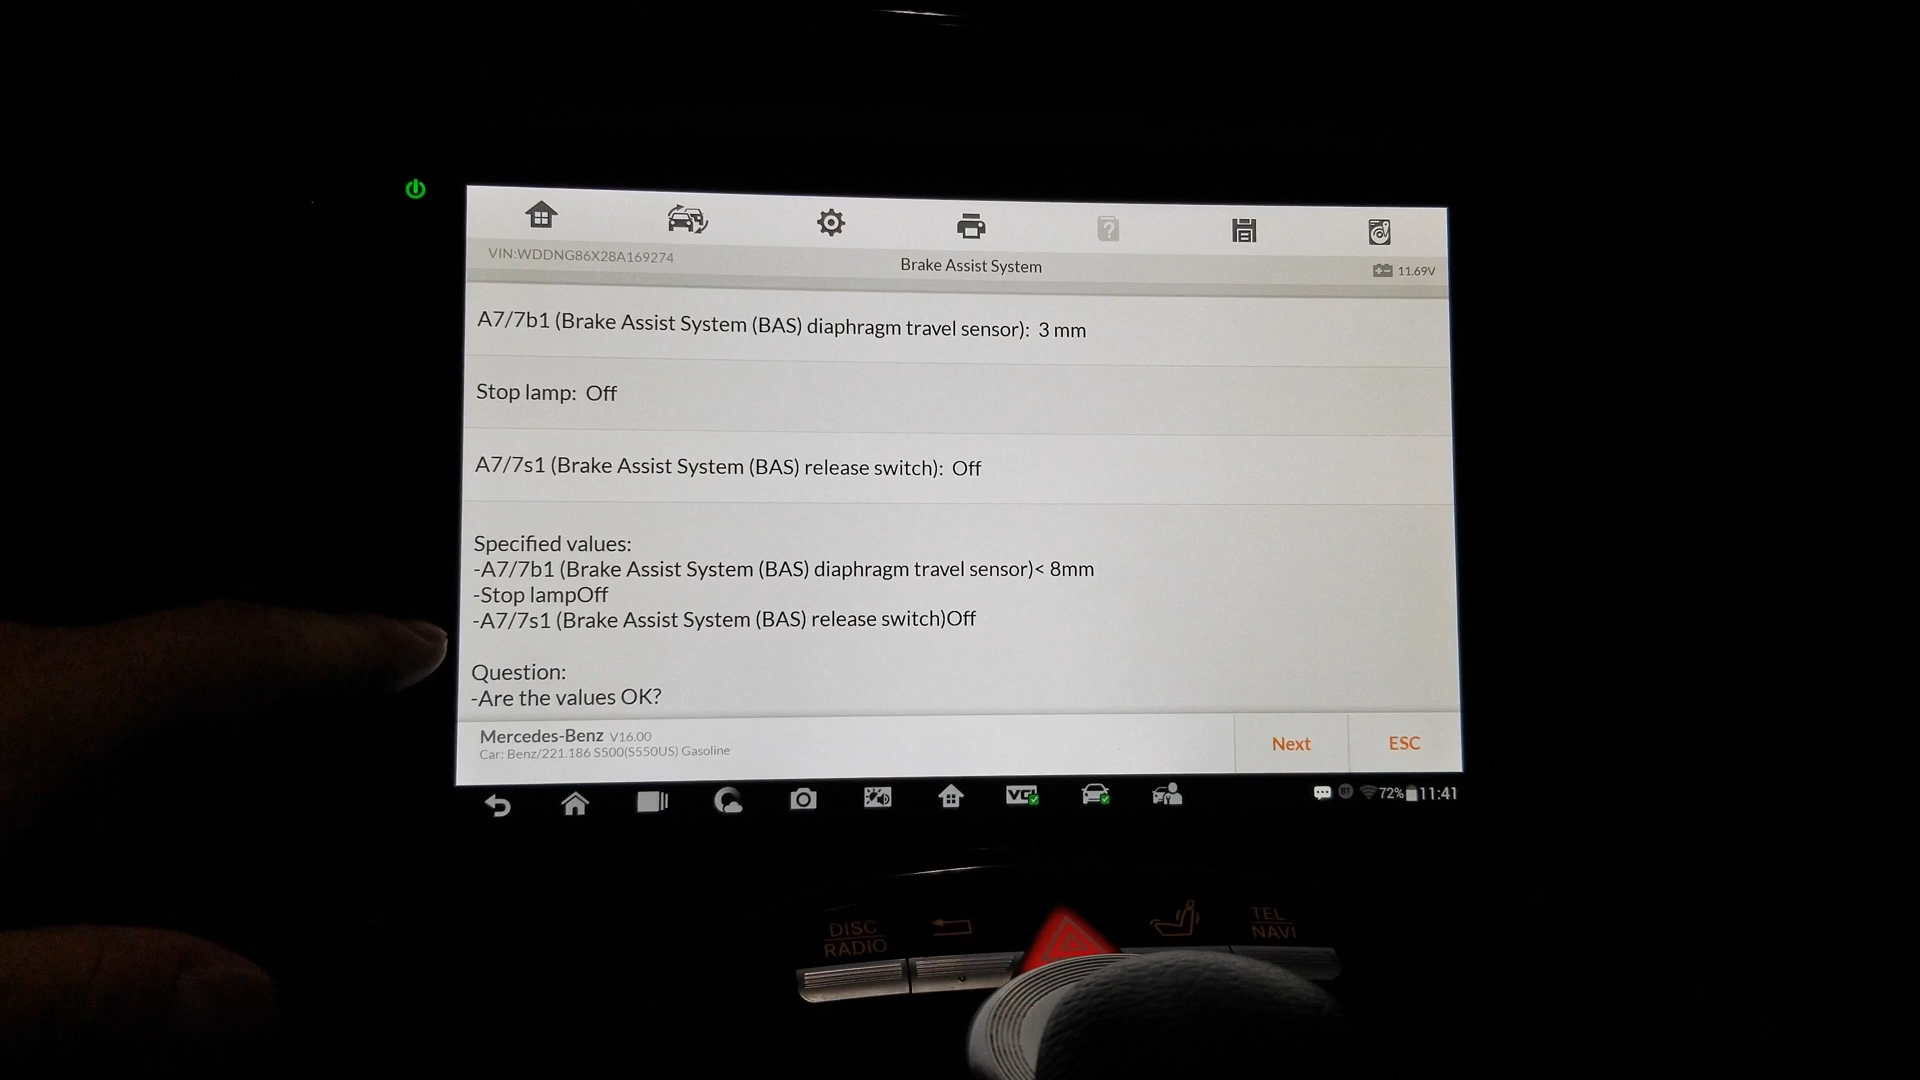 VIN:WDDNG86X28A169274
Brake Assist System
11.69V
A7/7b1 (Brake Assist System (BAS) diaphragm travel sensor): 3 mm
Stop lamp: Off
A7/7s1 (Brake Assist System (BAS) release switch): Off
Specified values:
-A7/7b1 (Brake Assist System (BAS) diaphragm travel sensor)< 8mm
-Stop lampOff
-A7/7s1 (Brake Assist System (BAS) release switch)Off
Question:
-Are the values OK?
Mercedes-Benz V16.00
Car: Benz/221.186 S500(S550US) Gasoline
Next
ESC
VCI
72%
11:41
DISC
RADIO
TEL
NAVI